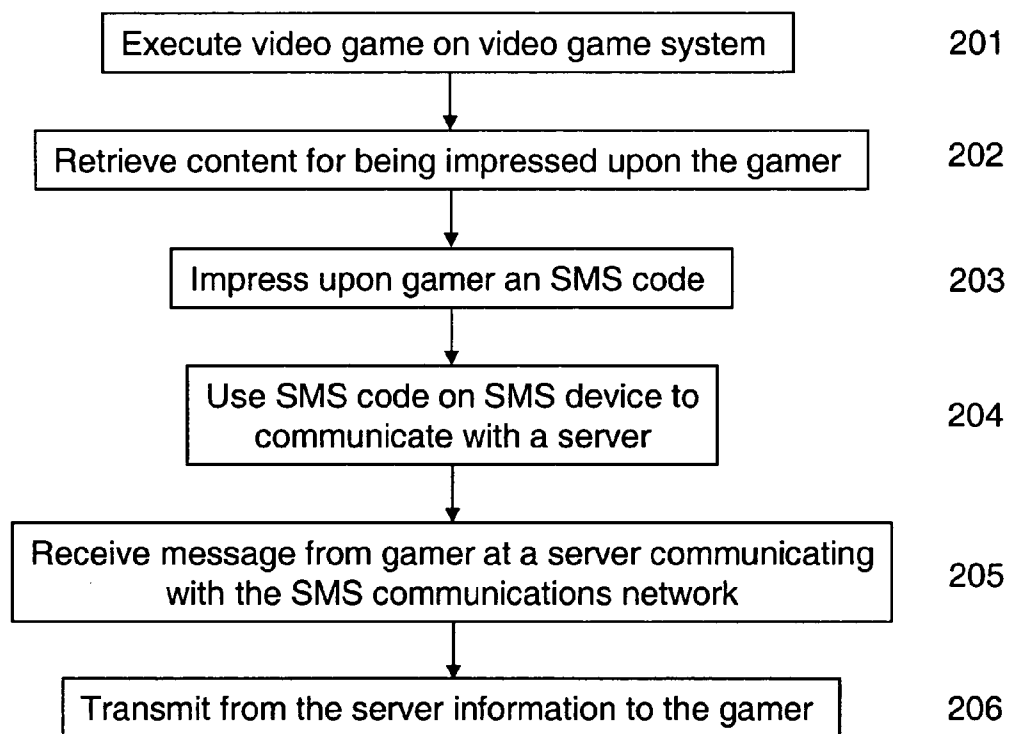 Execute video game on video game system 201
Retrieve content for being impressed upon the gamer 202
Impress upon gamer an SMS code 203
Use SMS code on SMS device to
communicate with a server 204
Receive message from gamer at a server communicating
with the SMS communications network 205
Transmit from the server information to the gamer 206